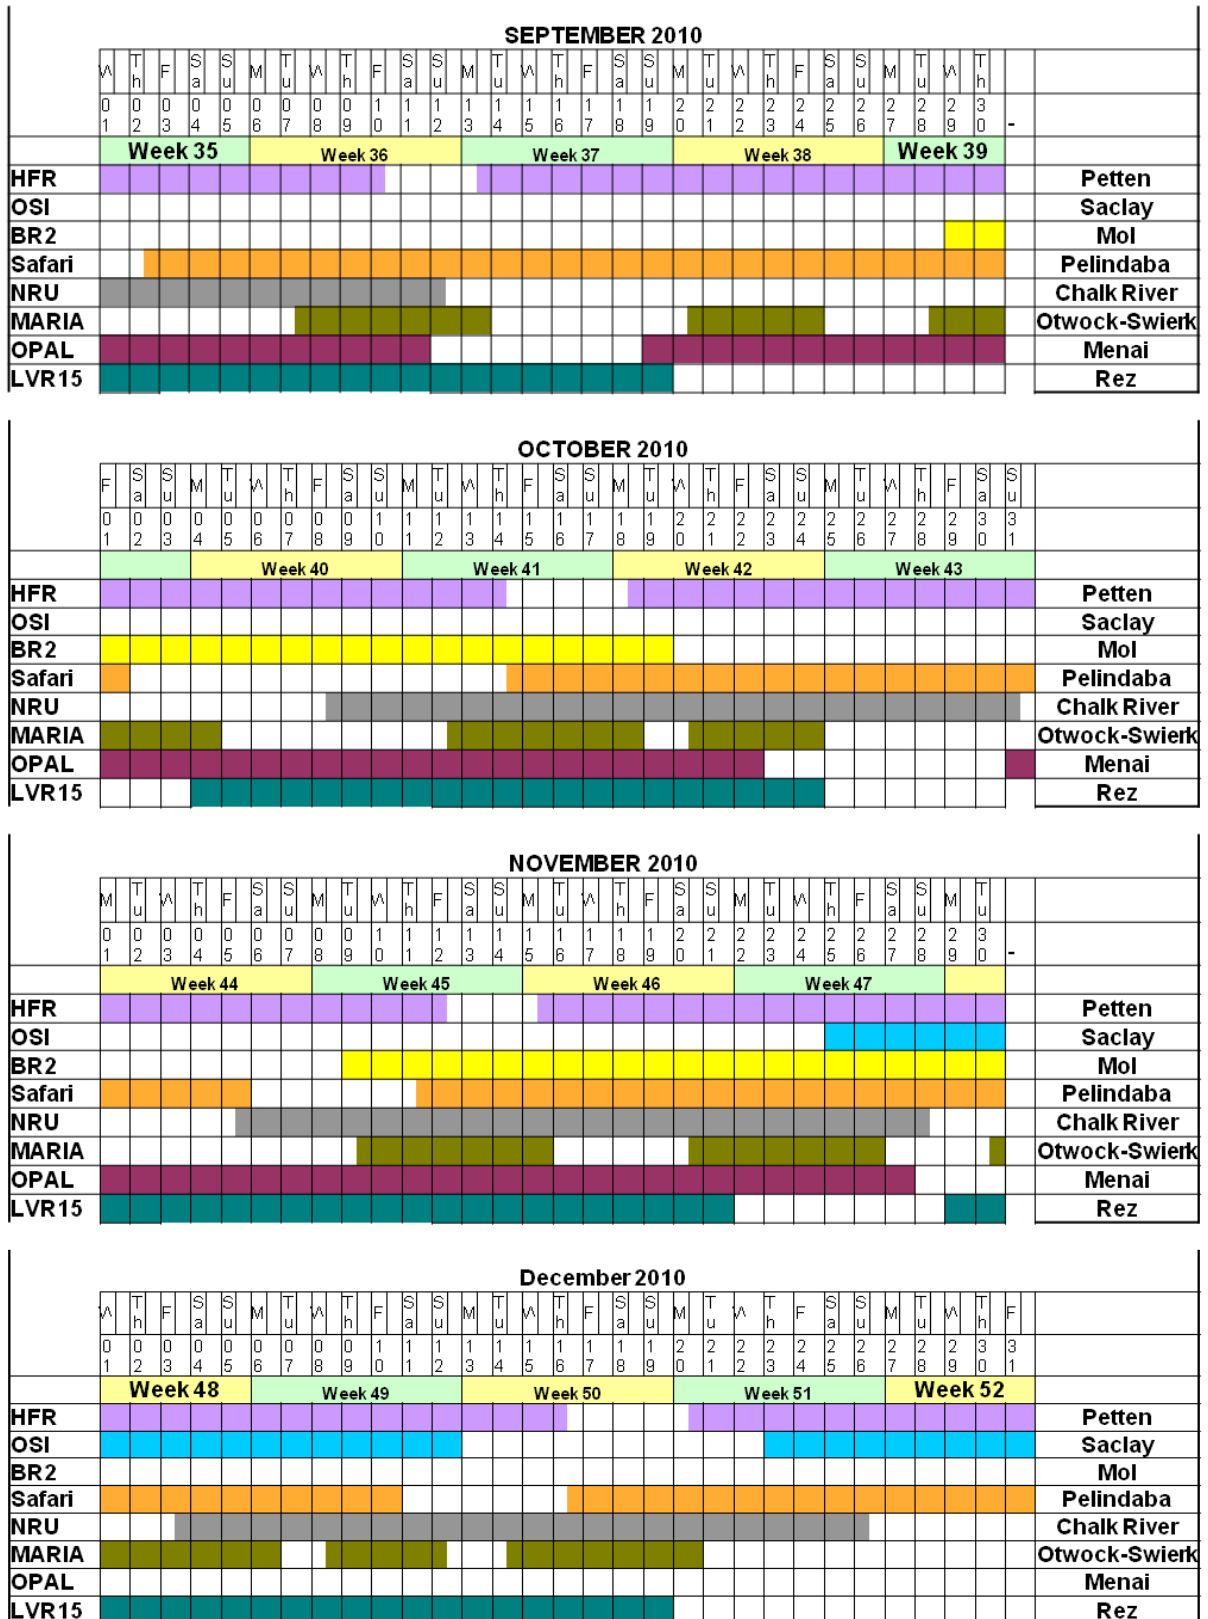 SEPTEMBER 2010
W Th F Sa Su M Tu W Th F Sa Su M Tu W Th F Sa Su M Tu W Th F Sa Su M Tu W Th
01 02 03 04 05 06 07 08 09 10 11 12 13 14 15 16 17 18 19 20 21 22 23 24 25 26 27 28 29 30 -
Week 35 Week 36 Week 37 Week 38 Week 39
HFR Petten
OSI Saclay
BR2 Mol
Safari Pelindaba
NRU Chalk River
MARIA Otwock-Swierk
OPAL Menai
LVR15 Rez
OCTOBER 2010
F Sa Su M Tu W Th F Sa Su M Tu W Th F Sa Su M Tu W Th F Sa Su M Tu W Th F Sa Su
01 02 03 04 05 06 07 08 09 10 11 12 13 14 15 16 17 18 19 20 21 22 23 24 25 26 27 28 29 30 31
Week 40 Week 41 Week 42 Week 43
HFR Petten
OSI Saclay
BR2 Mol
Safari Pelindaba
NRU Chalk River
MARIA Otwock-Swierk
OPAL Menai
LVR15 Rez
NOVEMBER 2010
M Tu W Th F Sa Su M Tu W Th F Sa Su M Tu W Th F Sa Su M Tu W Th F Sa Su M Tu
01 02 03 04 05 06 07 08 09 10 11 12 13 14 15 16 17 18 19 20 21 22 23 24 25 26 27 28 29 30 -
Week 44 Week 45 Week 46 Week 47
HFR Petten
OSI Saclay
BR2 Mol
Safari Pelindaba
NRU Chalk River
MARIA Otwock-Swierk
OPAL Menai
LVR15 Rez
December 2010
W Th F Sa Su M Tu W Th F Sa Su M Tu W Th F Sa Su M Tu W Th F Sa Su M Tu W Th F
01 02 03 04 05 06 07 08 09 10 11 12 13 14 15 16 17 18 19 20 21 22 23 24 25 26 27 28 29 30 31
Week 48 Week 49 Week 50 Week 51 Week 52
HFR Petten
OSI Saclay
BR2 Mol
Safari Pelindaba
NRU Chalk River
MARIA Otwock-Swierk
OPAL Menai
LVR15 Rez